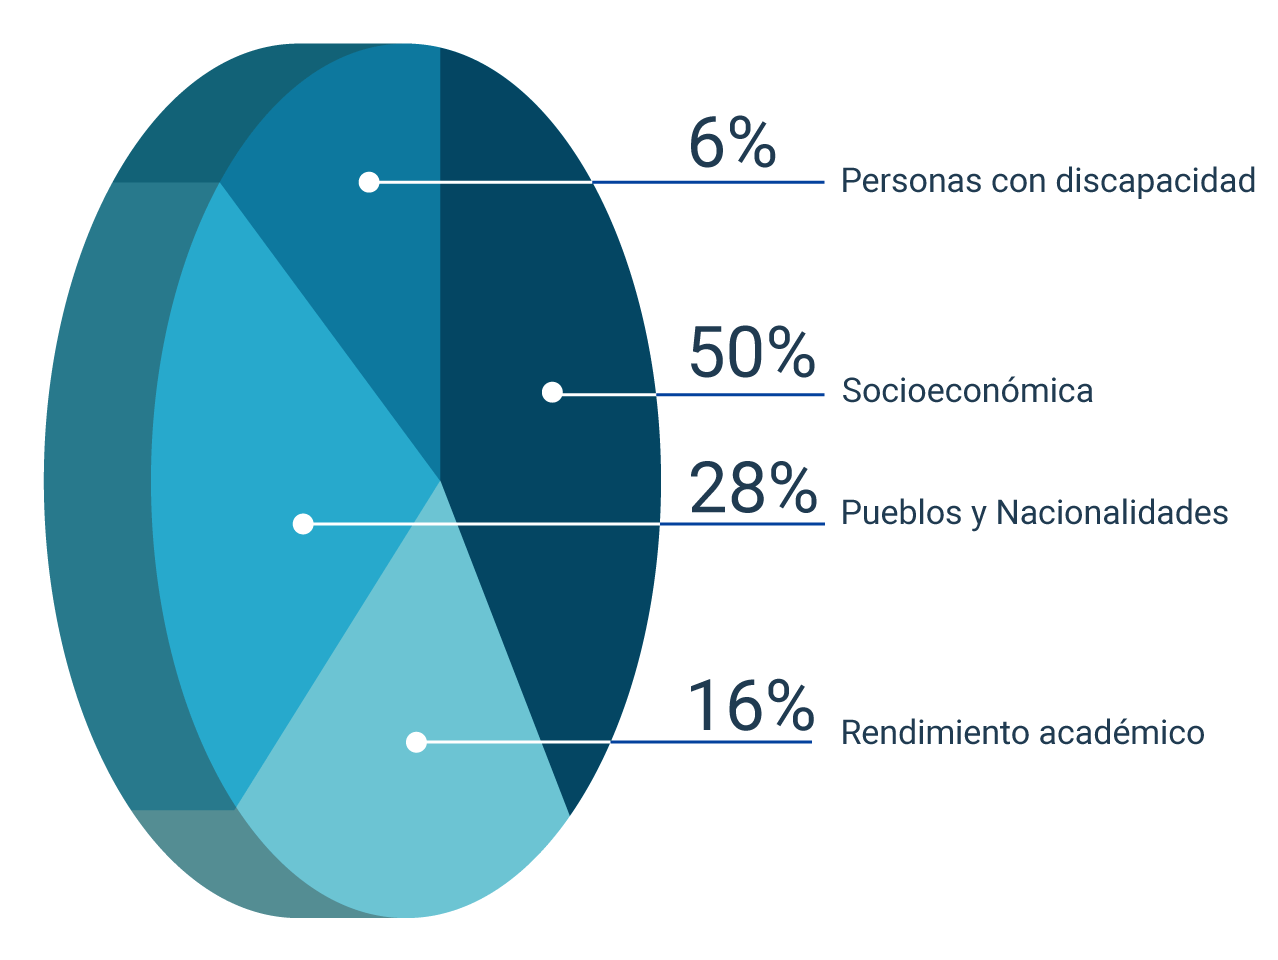 6%
Personas con discapacidad
50%
Socioeconómica
28%
Pueblos y Nacionalidades
16%
Rendimiento académico